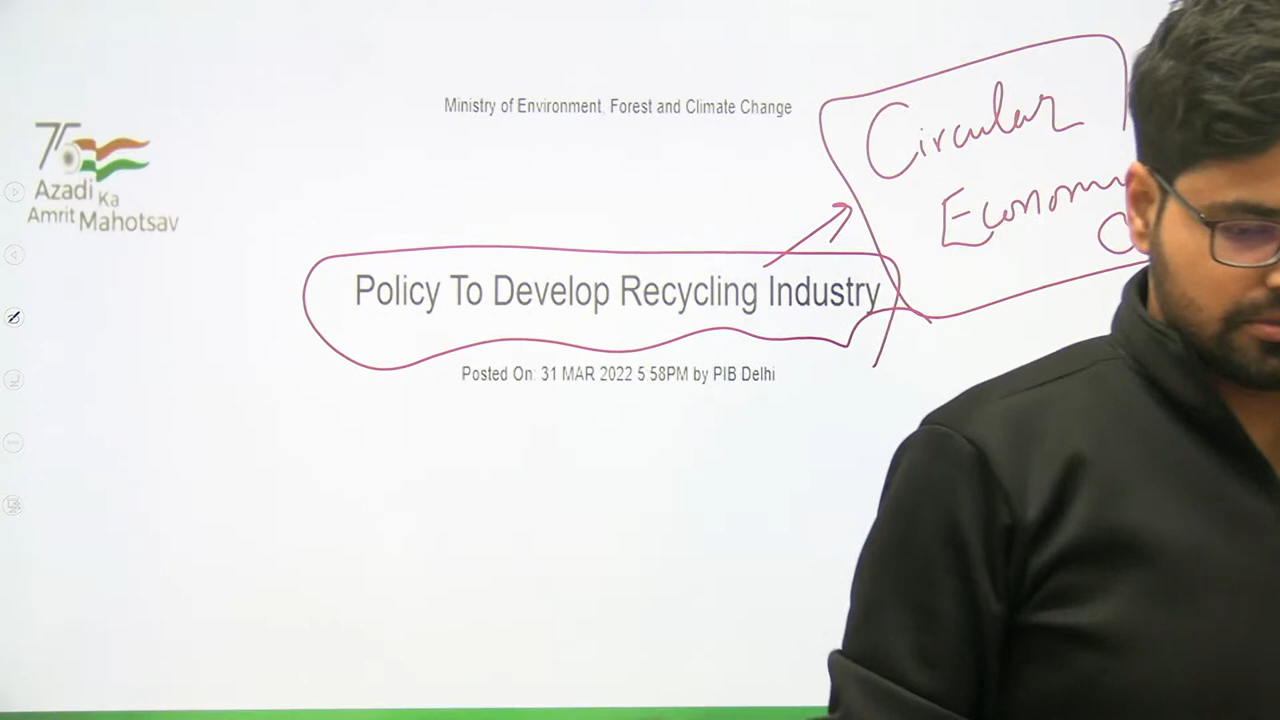 Ministry of Environment, Forest and Climate Change
Circular
Economy
75
Azadi Ka
Amrit Mahotsav
Policy To Develop Recycling Industry
Posted On: 31 MAR 2022 5:58PM by PIB Delhi